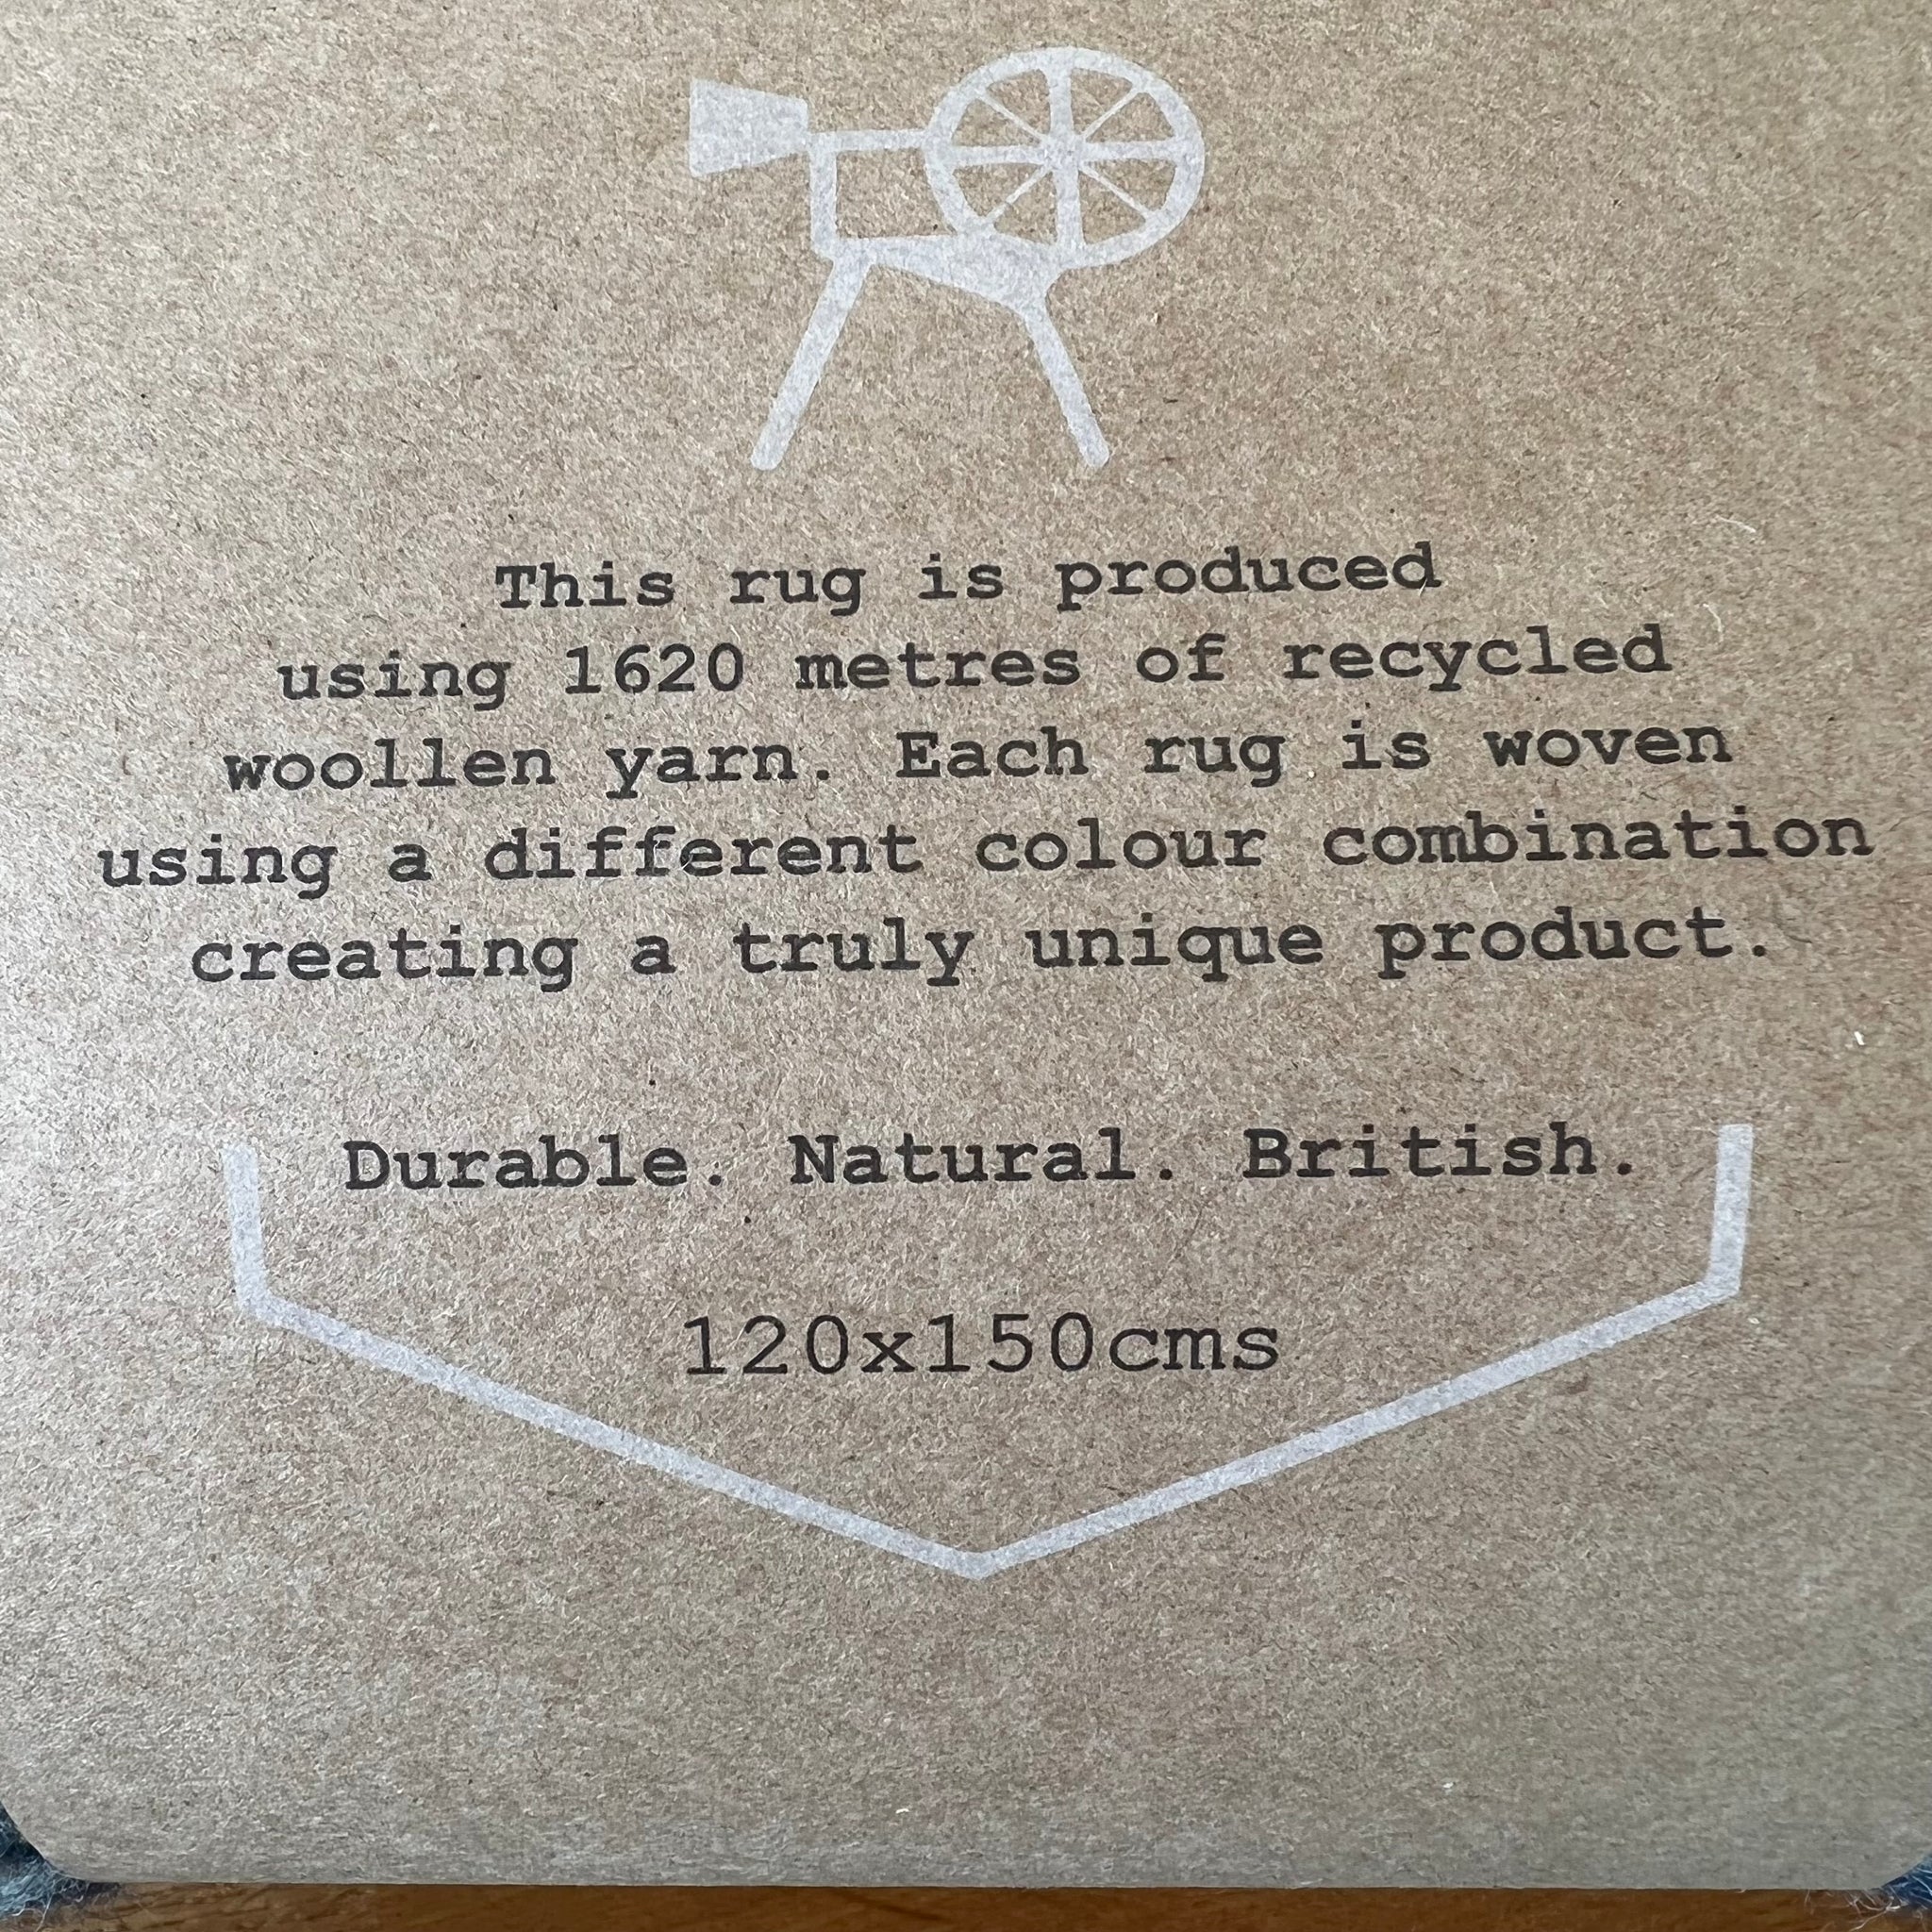 This rug is produced
using 1620 metres of recycled
woollen yarn. Each rug is woven
using a different colour combination
creating a truly unique product.
Durable. Natural. British.
120x150cms